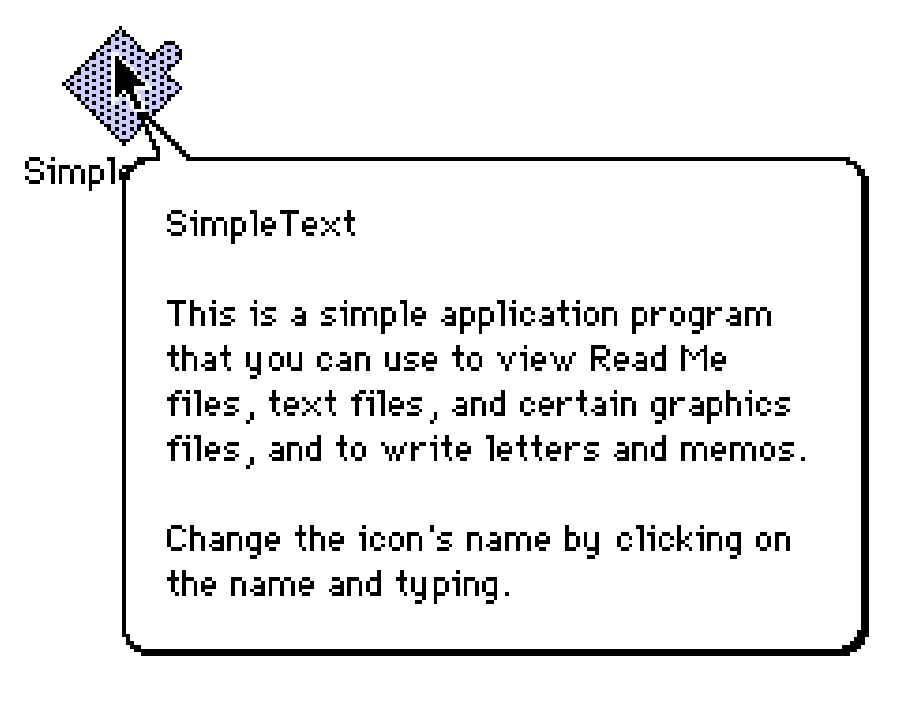 Simple
SimpleText
This is a simple application program
that you can use to view Read Me
files, text files, and certain graphics
files, and to write letters and memos.
Change the icon's name by clicking on
the name and typing.